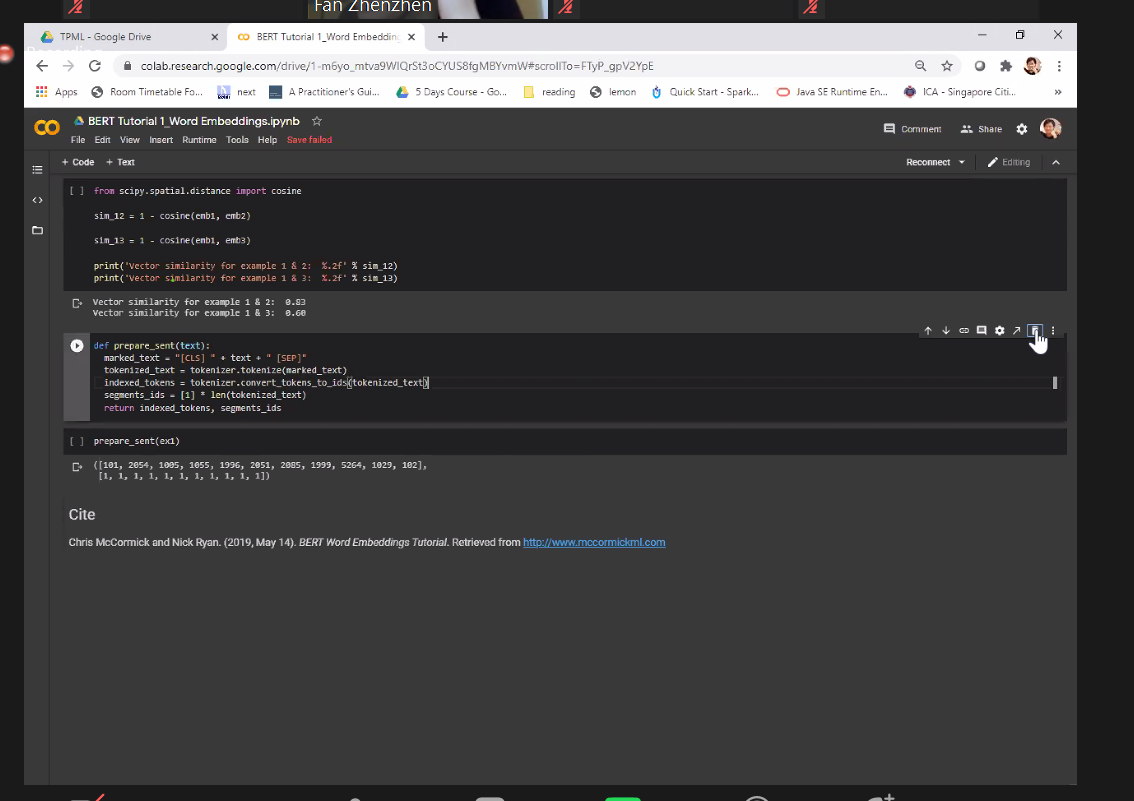 Fan Zhenzhen
TPML - Google Drive
BERT Tutorial 1_Word Embedding
colab.research.google.com/drive/1-m6yo_mtva9WIQrSt3oCYUS8fgMBYvmW#scrollTo=FTyP_gpV2YpE
Apps Room Timetable Fo... next A Practitioner's Gui... 5 Days Course - Go... reading lemon Quick Start - Spark... Java SE Runtime En... ICA - Singapore Citi... »
BERT Tutorial 1_Word Embeddings.ipynb
Comment Share
File Edit View Insert Runtime Tools Help Save failed
+ Code + Text
Reconnect Editing
[ ] from scipy.spatial.distance import cosine
sim_12 = 1 - cosine(emb1, emb2)
sim_13 = 1 - cosine(emb1, emb3)
print('Vector similarity for example 1 & 2: %.2f' % sim_12)
print('Vector similarity for example 1 & 3: %.2f' % sim_13)
Vector similarity for example 1 & 2: 0.83
Vector similarity for example 1 & 3: 0.60
def prepare_sent(text):
marked_text = "[CLS] " + text + " [SEP]"
tokenized_text = tokenizer.tokenize(marked_text)
indexed_tokens = tokenizer.convert_tokens_to_ids(tokenized_text)
segments_ids = [1] * len(tokenized_text)
return indexed_tokens, segments_ids
[ ] prepare_sent(ex1)
([101, 2054, 1005, 1055, 1996, 2051, 2085, 1999, 5264, 1029, 102],
[1, 1, 1, 1, 1, 1, 1, 1, 1, 1, 1])
Cite
Chris McCormick and Nick Ryan. (2019, May 14). BERT Word Embeddings Tutorial. Retrieved from http://www.mccormickml.com